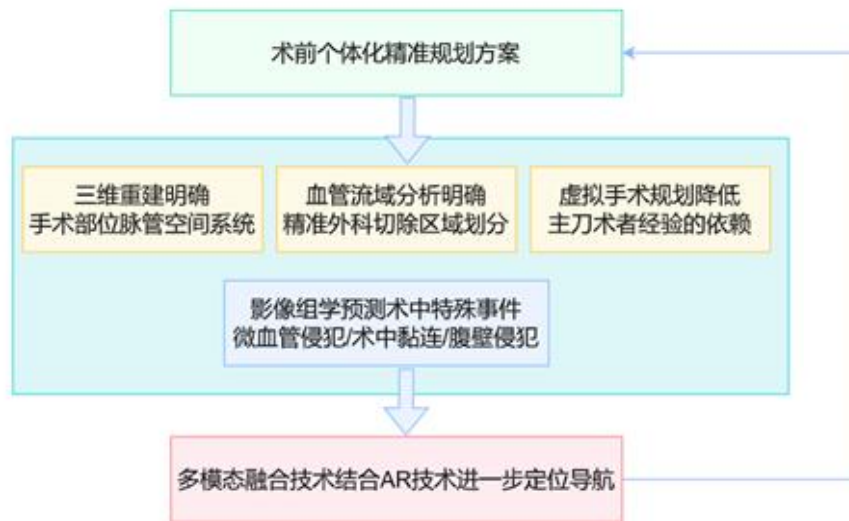 术前个体化精准规划方案
三维重建明确
手术部位脉管空间系统
血管流域分析明确
精准外科切除区域划分
虚拟手术规划降低
主刀术者经验的依赖
影像组学预测术中特殊事件
微血管侵犯/术中黏连/腹壁侵犯
多模态融合技术结合AR技术进一步定位导航